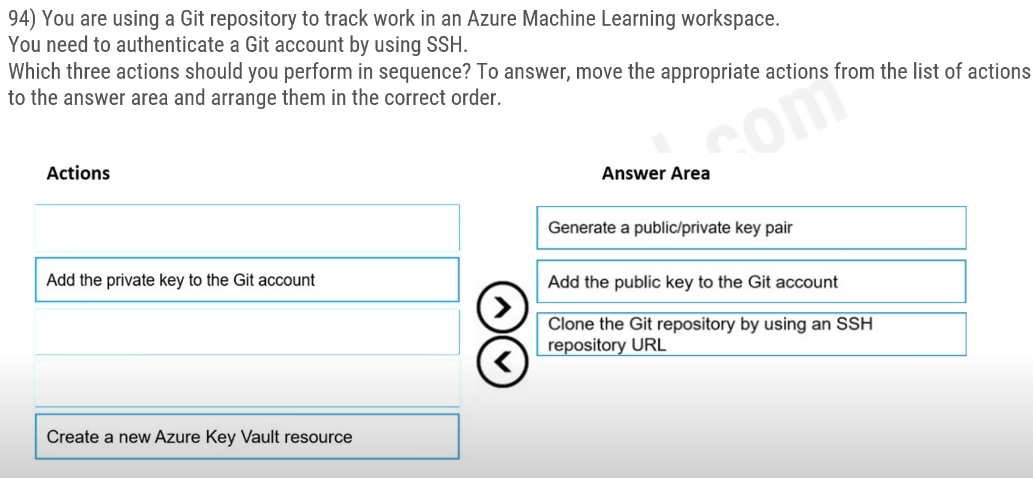 94) You are using a Git repository to track work in an Azure Machine Learning workspace.
You need to authenticate a Git account by using SSH.
Which three actions should you perform in sequence? To answer, move the appropriate actions from the list of actions
to the answer area and arrange them in the correct order.
.com
Actions
Answer Area
Generate a public/private key pair
Add the private key to the Git account
Add the public key to the Git account
Clone the Git repository by using an SSH
repository URL
Create a new Azure Key Vault resource